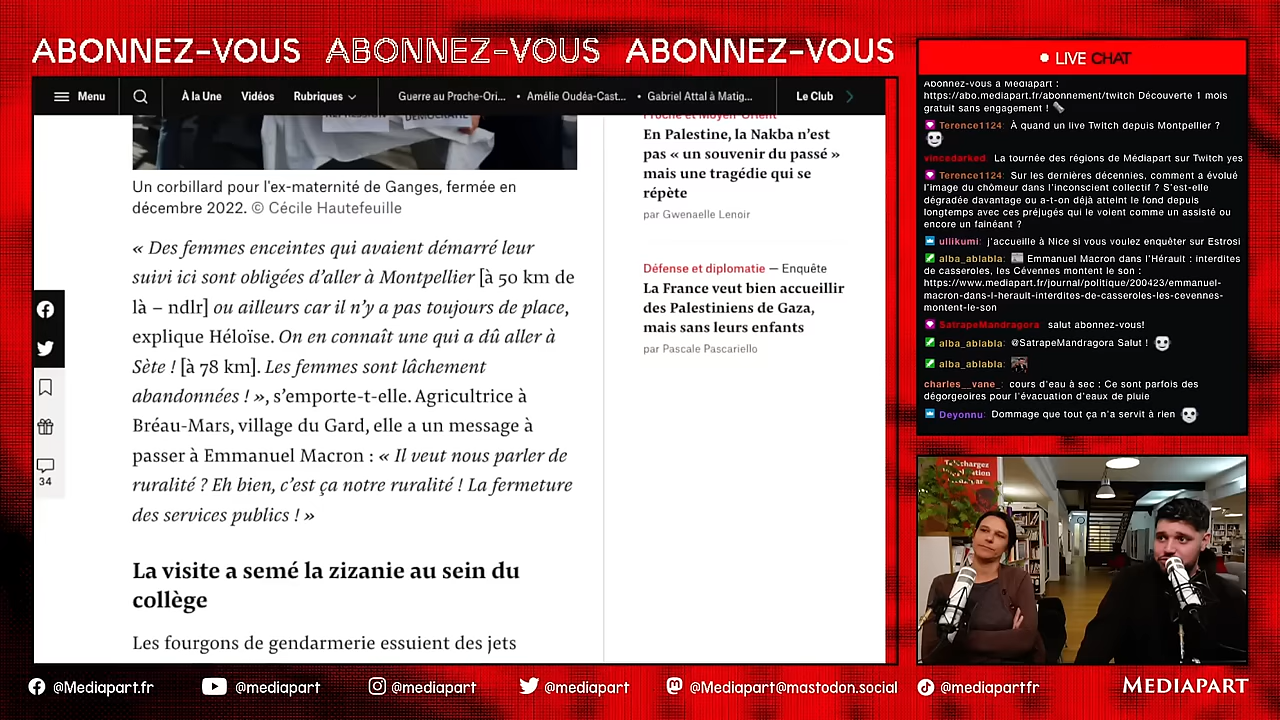 ABONNEZ-VOUS ABONNEZ-VOUS ABONNEZ-VOUS
Menu
À la Une
Vidéos
Rubriques
Guerre au Proche-Ori...
• Amélie Oudéa-Cast...
• Gabriel Attal à Matig...
Le Club
RÉPRESSION
DÉMOCRATIE
Un corbillard pour l'ex-maternité de Ganges, fermée en
décembre 2022. © Cécile Hautefeuille
« Des femmes enceintes qui avaient démarré leur
suivi ici sont obligées d'aller à Montpellier [à 50 km de
là – ndlr] ou ailleurs car il n'y a pas toujours de place,
explique Héloïse. On en connaît une qui a dû aller à
Sète ! [à 78 km]. Les femmes sont lâchement
abandonnées ! », s'emporte-t-elle. Agricultrice à
Bréau-Mars, village du Gard, elle a un message à
passer à Emmanuel Macron : « Il veut nous parler de
ruralité ? Eh bien, c'est ça notre ruralité ! La fermeture
des services publics ! »
La visite a semé la zizanie au sein du
collège
Les fourgons de gendarmerie essuient des jets
34
Proche et Moyen-Orient
En Palestine, la Nakba n'est
pas « un souvenir du passé »
mais une tragédie qui se
répète
par Gwenaelle Lenoir
Défense et diplomatie — Enquête
La France veut bien accueillir
des Palestiniens de Gaza,
mais sans leurs enfants
par Pascale Pascariello
LIVE CHAT
Abonnez-vous à Mediapart :
https://abo.mediapart.fr/abonnement/twitch Découverte 1 mois
gratuit sans engagement !
Terence1124: À quand un live Twitch depuis Montpellier ?
vincedarked La tournée des régions de Médiapart sur Twitch yes
Terence1124: Sur les dernières décennies, comment a évolué
l'image du chômeur dans l'inconscient collectif ? S'est-elle
dégradée davantage ou a-t-on déjà atteint le fond depuis
longtemps avec ces préjugés qui le voient comme un assisté ou
encore un fainéant ?
ullikumi: j'accueille à Nice si vous voulez enquêter sur Estrosi
alba_ablabla: Emmanuel Macron dans l'Hérault : interdites
de casseroles, les Cévennes montent le son :
https://www.mediapart.fr/journal/politique/200423/emmanuel-
macron-dans-l-herault-interdites-de-casseroles-les-cevennes-
montent-le-son
SatrapeMandragora salut abonnez-vous!
alba_ablabla: @SatrapeMandragora Salut !
alba_ablabla:
charles__vane_: cours d'eau à sec : Ce sont parfois des
dégorgeoires pour l'évacuation d'eaux de pluie
Deyonnu: Dommage que tout ça n'a servit à rien
Téléchargez
@Mediapart.fr
@mediapart
@mediapart
@mediapart
@Mediapart@mastodon.social
@mediapartfr
MEDIAPART